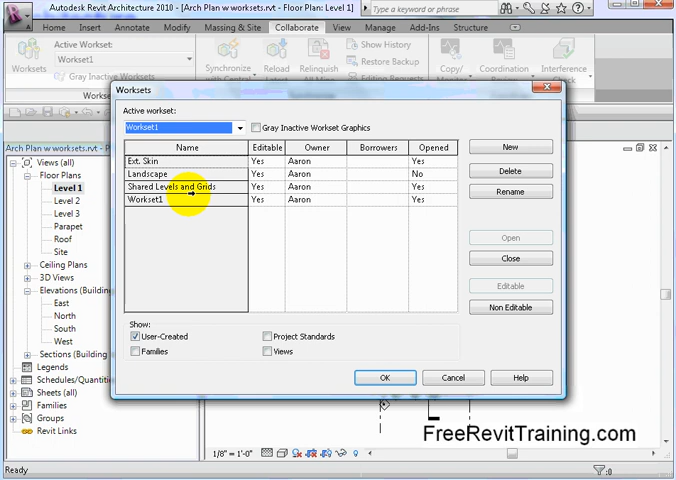 Autodesk Revit Architecture 2010 - [Arch Plan w worksets.rvt - Floor Plan: Level 1]
Type a keyword or phrase
Home Insert Annotate Modify Massing & Site Collaborate View Manage Add-Ins Structure
Worksets
Active Workset:
Workset1
Gray Inactive Workset Graphics
Synchronize
with Central
Reload
Latest
Relinquish
All Mine
Show History
Restore Backup
Editing Requests
Copy/
Monitor
Coordination
Review
Interference
Check
Arch Plan w worksets.rvt - P
Views (all)
Floor Plans
Level 1
Level 2
Level 3
Parapet
Roof
Site
Ceiling Plans
3D Views
Elevations (Building
East
North
South
West
Sections (Building
Legends
Schedules/Quantities
Sheets (all)
Families
Groups
Revit Links
Worksets
Active workset:
Workset1
Gray Inactive Workset Graphics
Name Editable Owner Borrowers Opened
Ext. Skin Yes Aaron Yes
Landscape Yes Aaron No
Shared Levels and Grids Yes Aaron Yes
Workset1 Yes Aaron Yes
New
Delete
Rename
Open
Close
Editable
Non Editable
Show:
User-Created
Project Standards
Families
Views
OK Cancel Help
FreeRevitTraining.com
1/8" = 1'-0"
Ready
:0